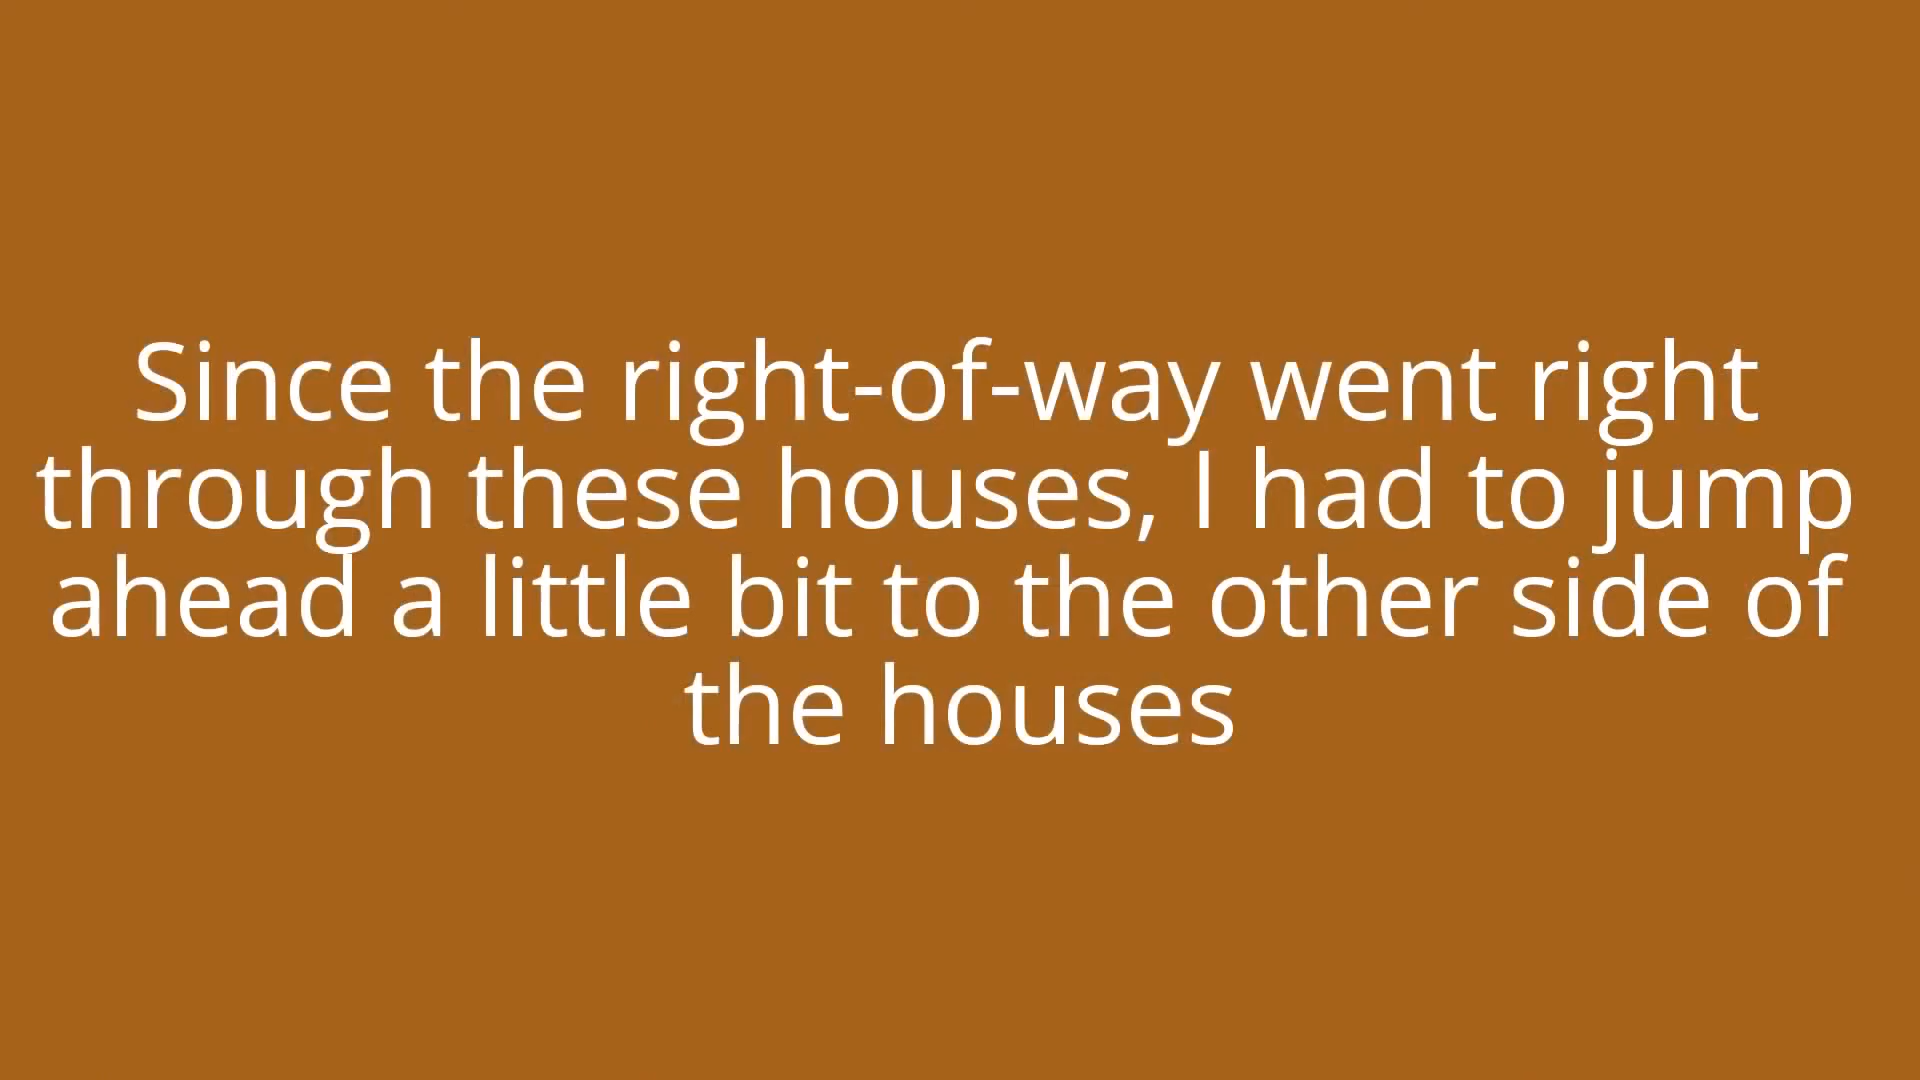 Since the right-of-way went right
through these houses, I had to jump
ahead a little bit to the other side of
the houses